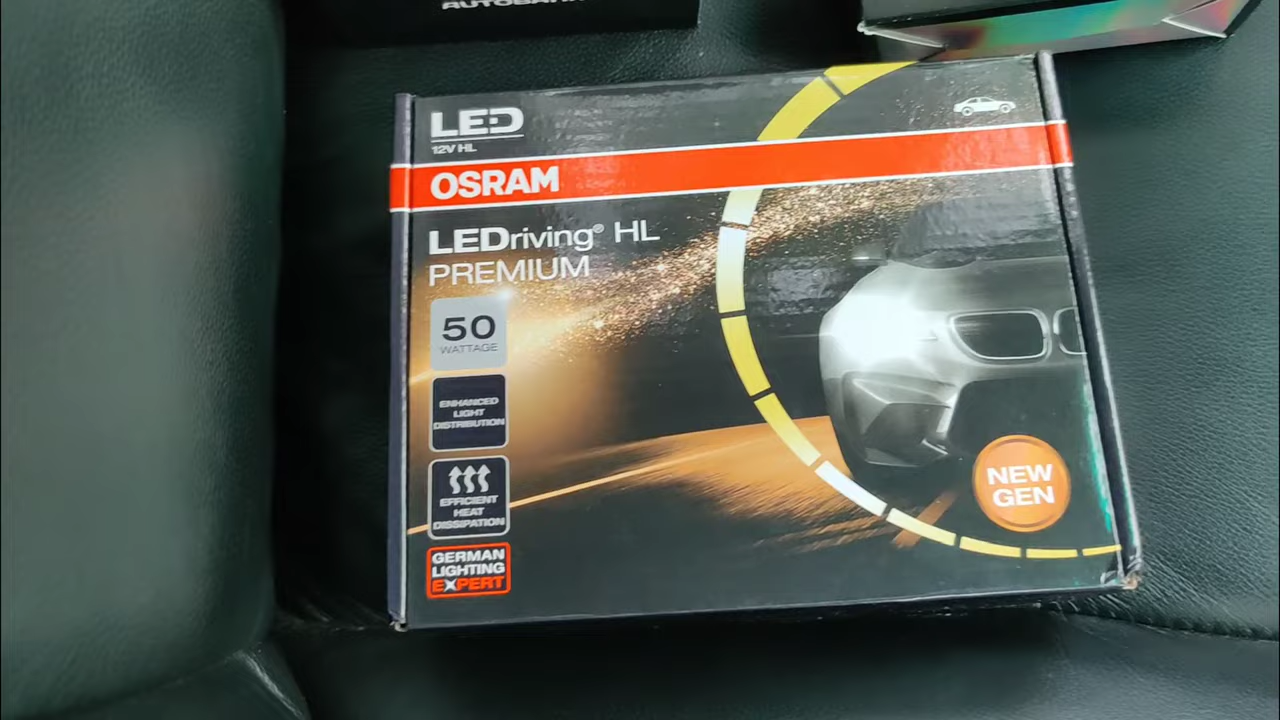 LED
12V HL
OSRAM
LEDriving® HL
PREMIUM
50
WATTAGE
ENHANCED
LIGHT
DISTRIBUTION
EFFICIENT
HEAT
DISSIPATION
GERMAN
LIGHTING
EXPERT
NEW
GEN